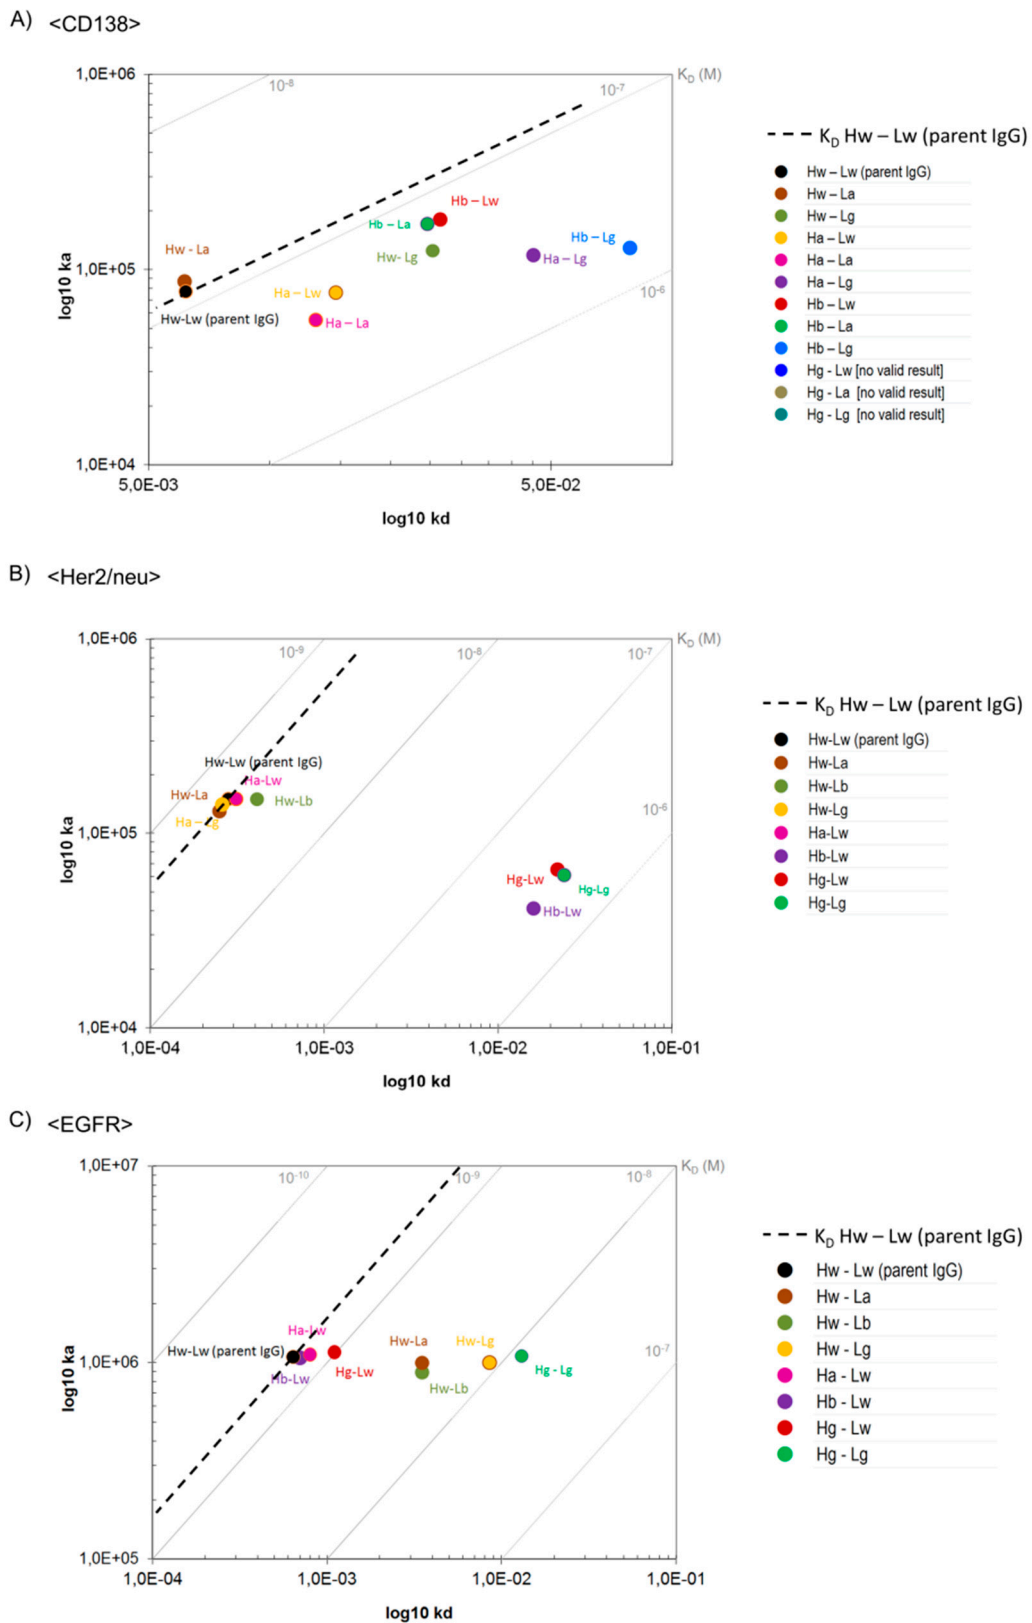 A) <CD138>
1,0E+06
10-8
10-7
KD (M)
Hb – Lw
Hb – La
Hw - La
Hw- Lg
Hb – Lg
Ha – Lg
1,0E+05
log10 ka
Ha – Lw
10-6
Hw-Lw (parent IgG)
Ha – La
1,0E+04
5,0E-03
5,0E-02
log10 kd
KD Hw – Lw (parent IgG)
Hw – Lw (parent IgG)
Hw – La
Hw – Lg
Ha – Lw
Ha – La
Ha – Lg
Hb – Lw
Hb – La
Hb – Lg
Hg - Lw [no valid result]
Hg - La [no valid result]
Hg - Lg [no valid result]
B) <Her2/neu>
1,0E+06
10-9
10-8
10-7
KD (M)
Hw-Lw (parent IgG)
Ha-Lw
Hw-La
Hw-Lb
Ha – Lg
10-6
1,0E+05
log10 ka
Hg-Lw
Hg-Lg
Hb-Lw
1,0E+04
1,0E-04
1,0E-03
1,0E-02
1,0E-01
log10 kd
KD Hw – Lw (parent IgG)
Hw-Lw (parent IgG)
Hw-La
Hw-Lb
Hw-Lg
Ha-Lw
Hb-Lw
Hg-Lw
Hg-Lg
C) <EGFR>
1,0E+07
10-10
10-9
10-8
KD (M)
Ha-Lw
Hw-La
Hw-Lg
Hw-Lw (parent IgG)
10-7
1,0E+06
log10 ka
Hb-Lw
Hg-Lw
Hw-Lb
Hg - Lg
1,0E+05
1,0E-04
1,0E-03
1,0E-02
1,0E-01
log10 kd
KD Hw – Lw (parent IgG)
Hw - Lw (parent IgG)
Hw - La
Hw - Lb
Hw - Lg
Ha - Lw
Hb - Lw
Hg - Lw
Hg - Lg